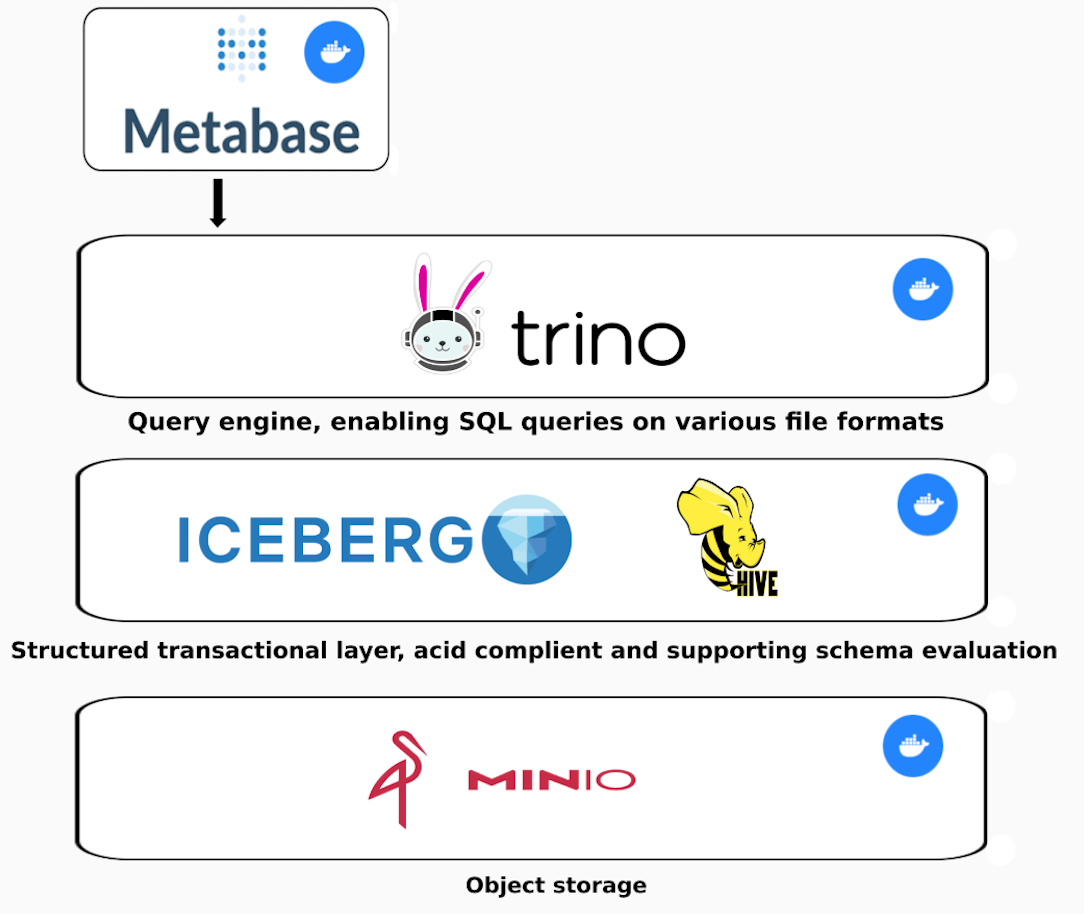 Metabase
trino
Query engine, enabling SQL queries on various file formats
ICEBERG
HIVE
Structured transactional layer, acid complient and supporting schema evaluation
MINIO
Object storage